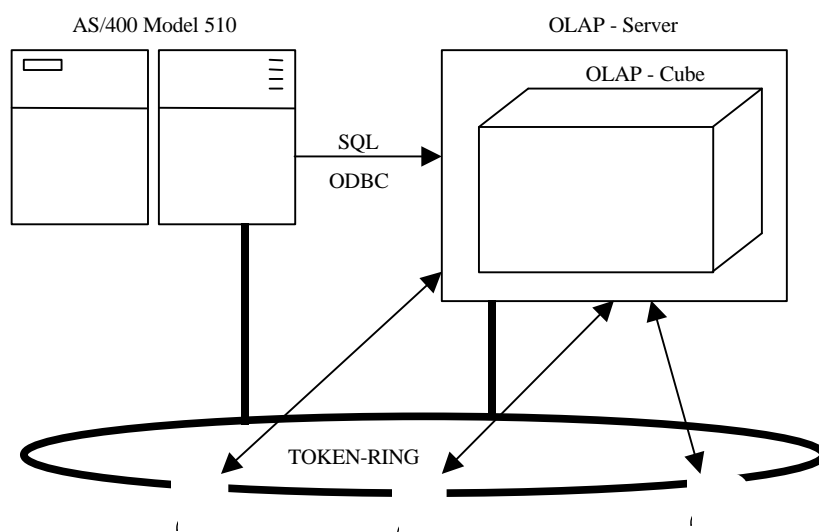 AS/400 Model 510
OLAP - Server
OLAP - Cube
SQL
ODBC
TOKEN-RING